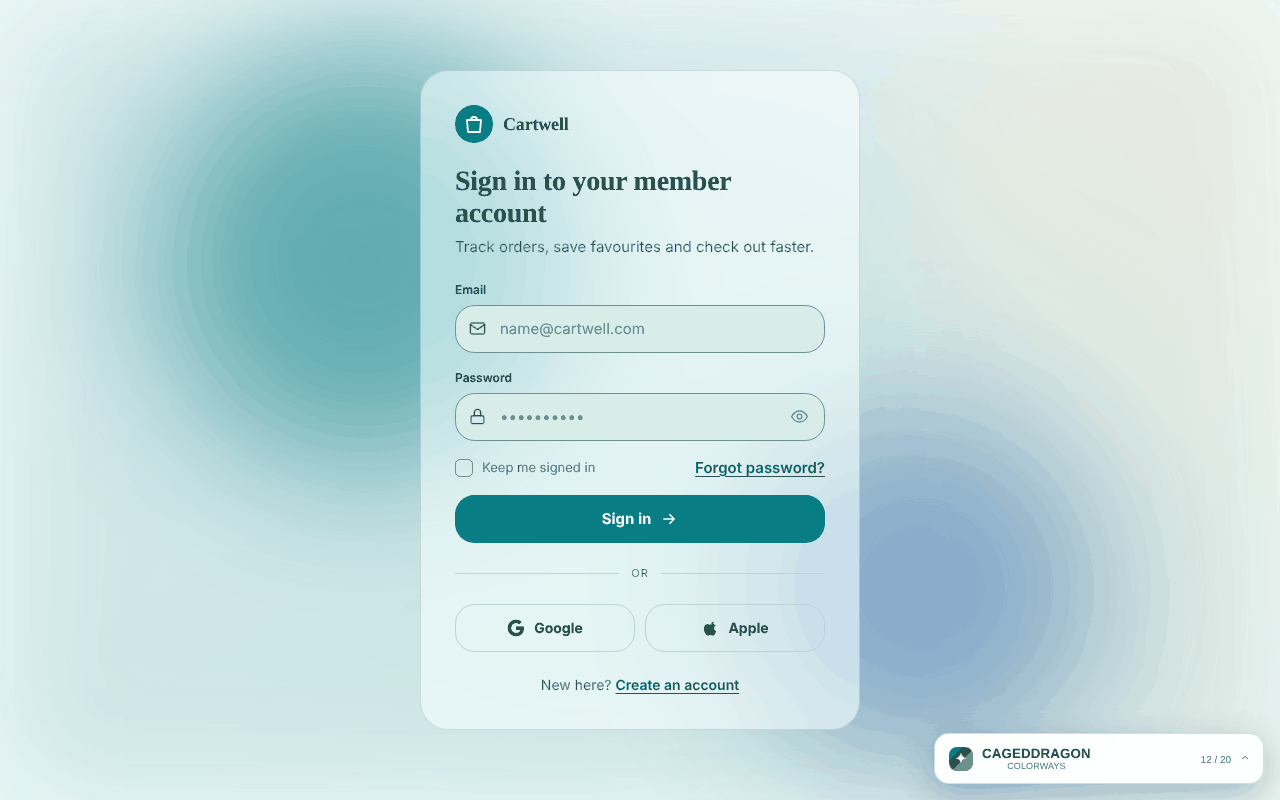 Cartwell
Sign in to your member
account
Track orders, save favourites and check out faster.
Email
name@cartwell.com
Password
••••••••••
Keep me signed in
Forgot password?
Sign in →
OR
Google
Apple
New here? Create an account
CAGEDDRAGON
COLORWAYS
12 / 20